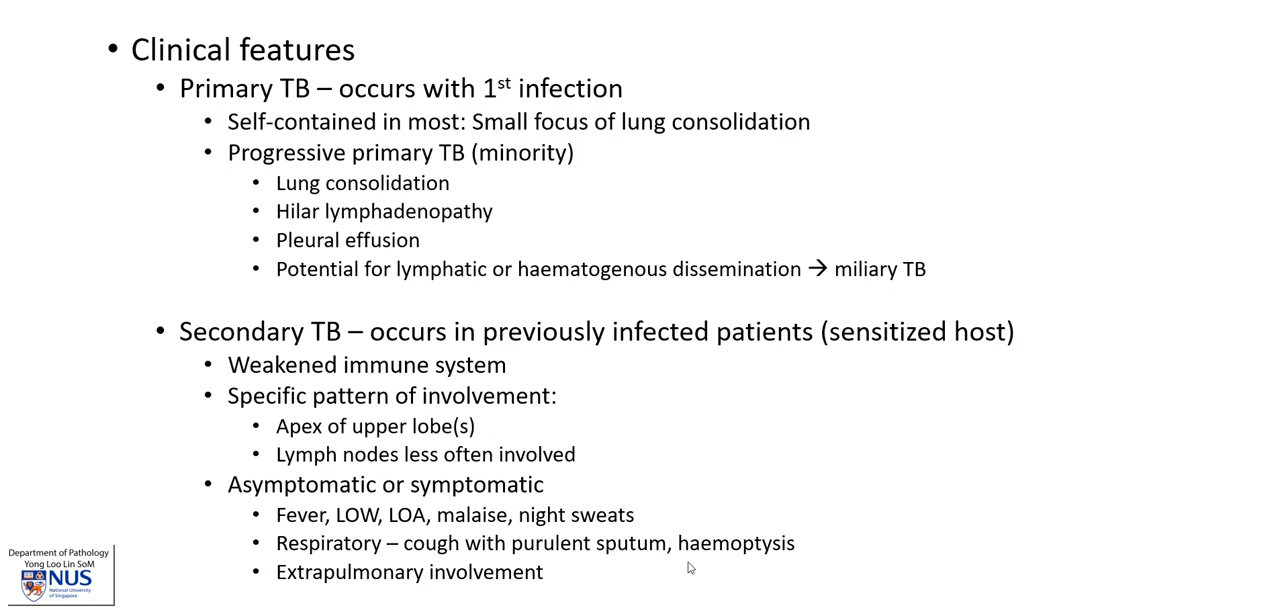 • Clinical features
• Primary TB – occurs with 1st infection
• Self-contained in most: Small focus of lung consolidation
• Progressive primary TB (minority)
• Lung consolidation
• Hilar lymphadenopathy
• Pleural effusion
• Potential for lymphatic or haematogenous dissemination → miliary TB
• Secondary TB – occurs in previously infected patients (sensitized host)
• Weakened immune system
• Specific pattern of involvement:
• Apex of upper lobe(s)
• Lymph nodes less often involved
• Asymptomatic or symptomatic
• Fever, LOW, LOA, malaise, night sweats
• Respiratory – cough with purulent sputum, haemoptysis
• Extrapulmonary involvement
Department of Pathology
Yong Loo Lin SoM
NUS
National University
of Singapore